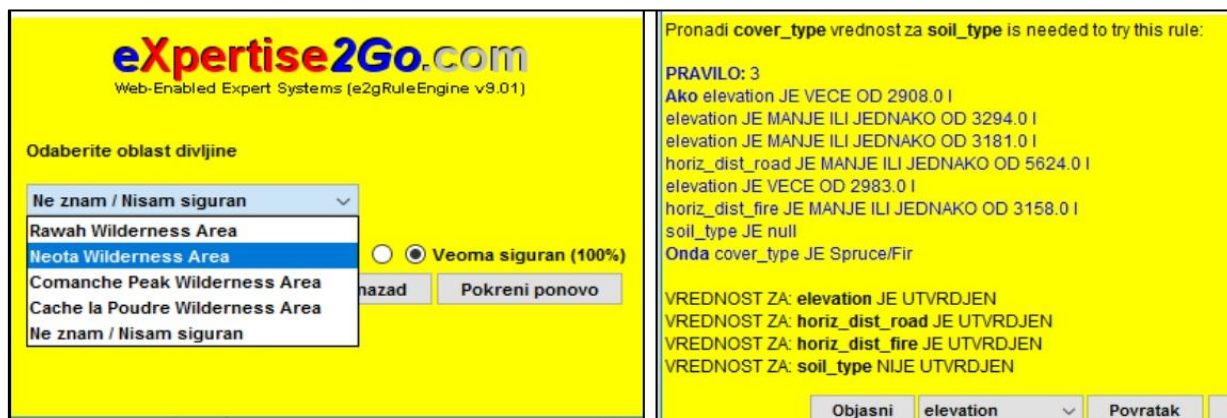 eXpertise2Go.com
Web-Enabled Expert Systems (e2gRuleEngine v9.01)
Odaberite oblast divljine
Ne znam / Nisam siguran
Rawah Wilderness Area
Neota Wilderness Area
Veoma siguran (100%)
Comanche Peak Wilderness Area
nazad
Pokreni ponovo
Cache la Poudre Wilderness Area
Ne znam / Nisam siguran
Pronadi cover_type vrednost za soil_type is needed to try this rule:
PRAVILO: 3
Ako elevation JE VECE OD 2908.0 I
elevation JE MANJE ILI JEDNAKO OD 3294.0 I
elevation JE MANJE ILI JEDNAKO OD 3181.0 I
horiz_dist_road JE MANJE ILI JEDNAKO OD 5624.0 I
elevation JE VECE OD 2983.0 I
horiz_dist_fire JE MANJE ILI JEDNAKO OD 3158.0 I
soil_type JE null
Onda cover_type JE Spruce/Fir
VREDNOST ZA: elevation JE UTVRDJEN
VREDNOST ZA: horiz_dist_road JE UTVRDJEN
VREDNOST ZA: horiz_dist_fire JE UTVRDJEN
VREDNOST ZA: soil_type NIJE UTVRDJEN
Objasni
elevation
Povratak